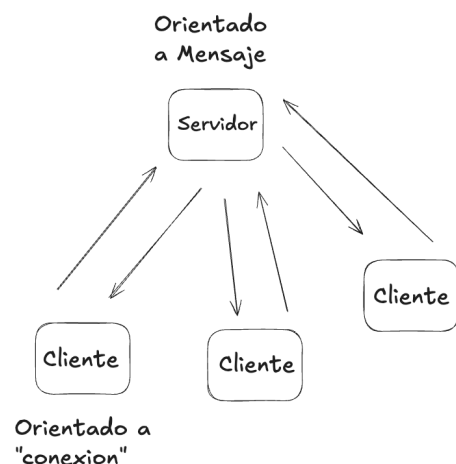 Orientado
a Mensaje
Servidor
Cliente
Cliente
Cliente
Orientado a
"conexion"